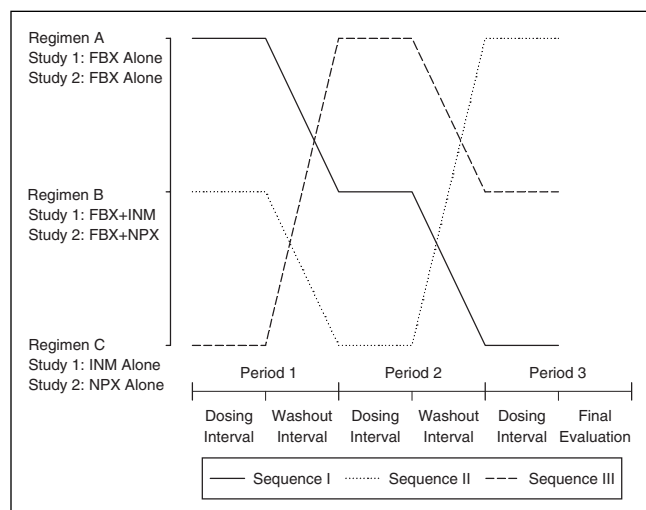 Regimen A
Study 1: FBX Alone
Study 2: FBX Alone
Regimen B
Study 1: FBX+INM
Study 2: FBX+NPX
Regimen C
Study 1: INM Alone
Study 2: NPX Alone
Period 1
Period 2
Period 3
Dosing
Interval
Washout
Interval
Dosing
Interval
Washout
Interval
Dosing
Interval
Final
Evaluation
Sequence I
Sequence II
Sequence III